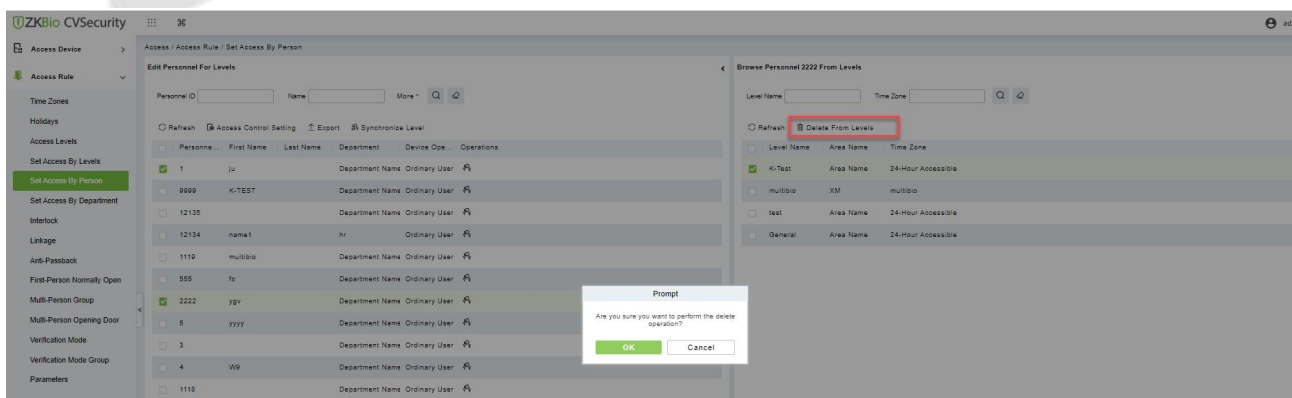 ZKBio CVSecurity
ad
Access Device
Access Rule
Time Zones
Holidays
Access Levels
Set Access By Levels
Set Access By Person
Set Access By Department
Interlock
Linkage
Anti-Passback
First-Person Normally Open
Multi-Person Group
Multi-Person Opening Door
Verification Mode
Verification Mode Group
Parameters
Access / Access Rule / Set Access By Person
Edit Personnel For Levels
Personnel ID Name More
Refresh Access Control Setting Export Synchronize Level
Personne... First Name Last Name Department Device Ope... Operations
1 ju Department Name Ordinary User
9999 K-TEST Department Name Ordinary User
12135 Department Name Ordinary User
12134 name1 hr Ordinary User
1119 multibio Department Name Ordinary User
555 fc Department Name Ordinary User
2222 ygv Department Name Ordinary User
5 yyyy Department Name Ordinary User
3 Department Name Ordinary User
4 W9 Department Name Ordinary User
1118 Department Name Ordinary User
Browse Personnel 2222 From Levels
Level Name Time Zone
Refresh Delete From Levels
Level Name Area Name Time Zone
K-Test Area Name 24-Hour Accessible
multibio XM multibio
test Area Name 24-Hour Accessible
General Area Name 24-Hour Accessible
Prompt
Are you sure you want to perform the delete
operation?
OK Cancel